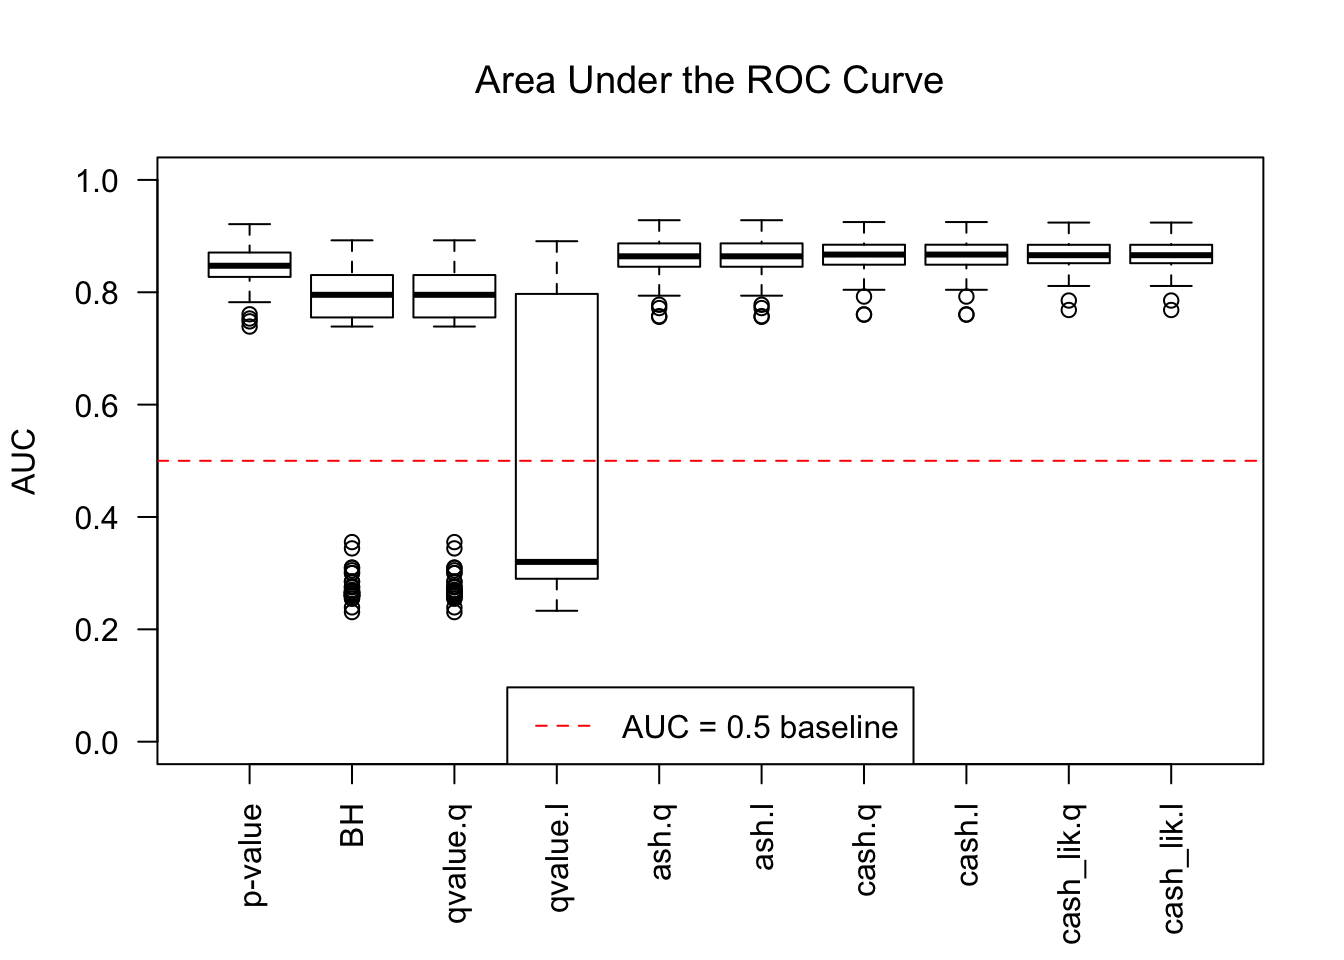 Area Under the ROC Curve
AUC
1.0
0.8
0.6
0.4
0.2
0.0
AUC = 0.5 baseline
p-value
BH
qvalue.q
qvalue.l
ash.q
ash.l
cash.q
cash.l
cash_lik.q
cash_lik.l